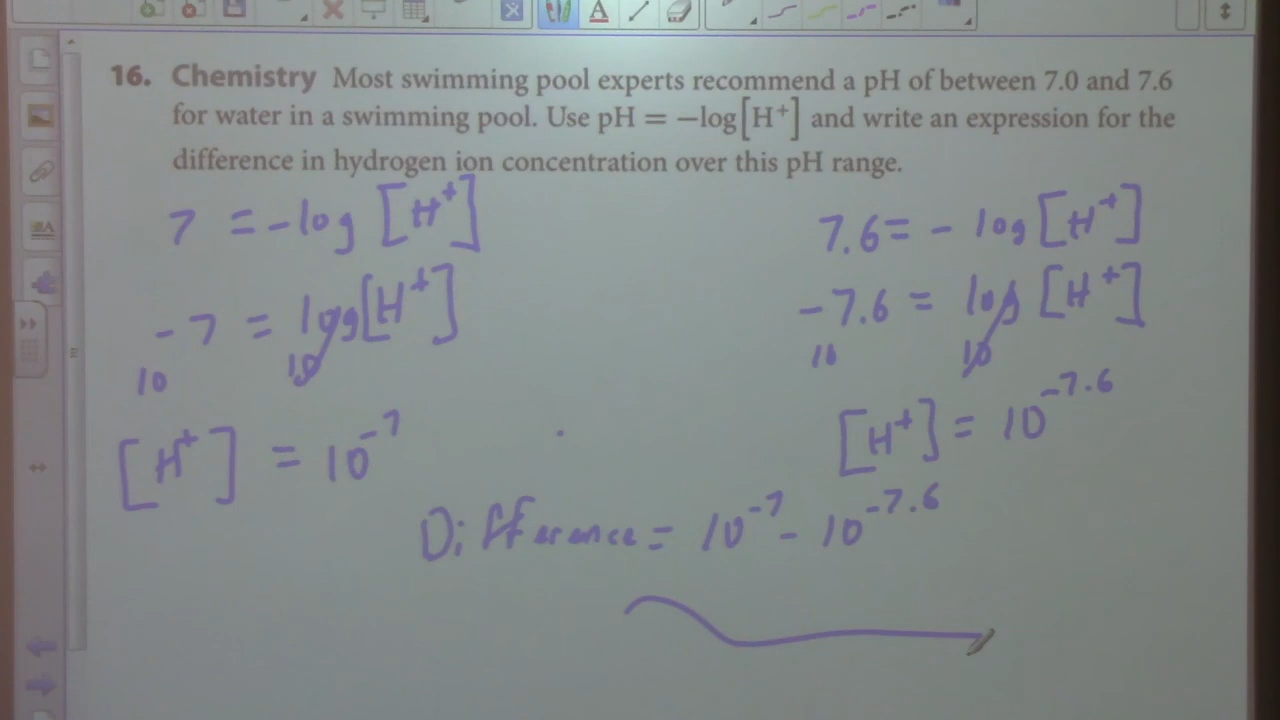 16. Chemistry Most swimming pool experts recommend a pH of between 7.0 and 7.6
for water in a swimming pool. Use pH = −log[H⁺] and write an expression for the
difference in hydrogen ion concentration over this pH range.
7 = -log [H⁺]
7.6 = - log [H⁺]
-7 = log [H⁺]
-7.6 = log [H⁺]
10 10
10 10
[H⁺] = 10⁻⁷
[H⁺] = 10^-7.6
Difference = 10⁻⁷ - 10^-7.6